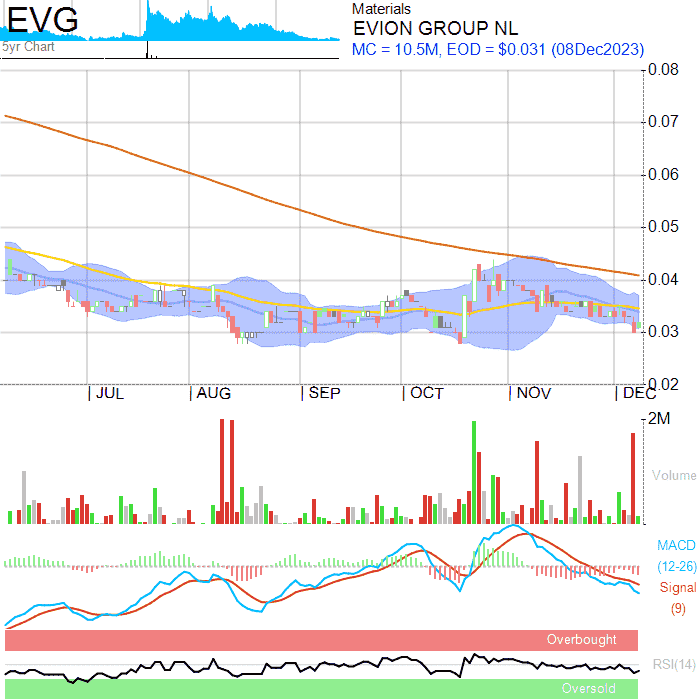 EVG
5yr Chart
Materials
EVION GROUP NL
MC = 10.5M, EOD = $0.031 (08Dec2023)
0.08
0.07
0.06
0.05
0.04
0.03
0.02
JUL AUG SEP OCT NOV DEC
2M
Volume
MACD
(12-26)
Signal
(9)
Overbought
RSI(14)
Oversold